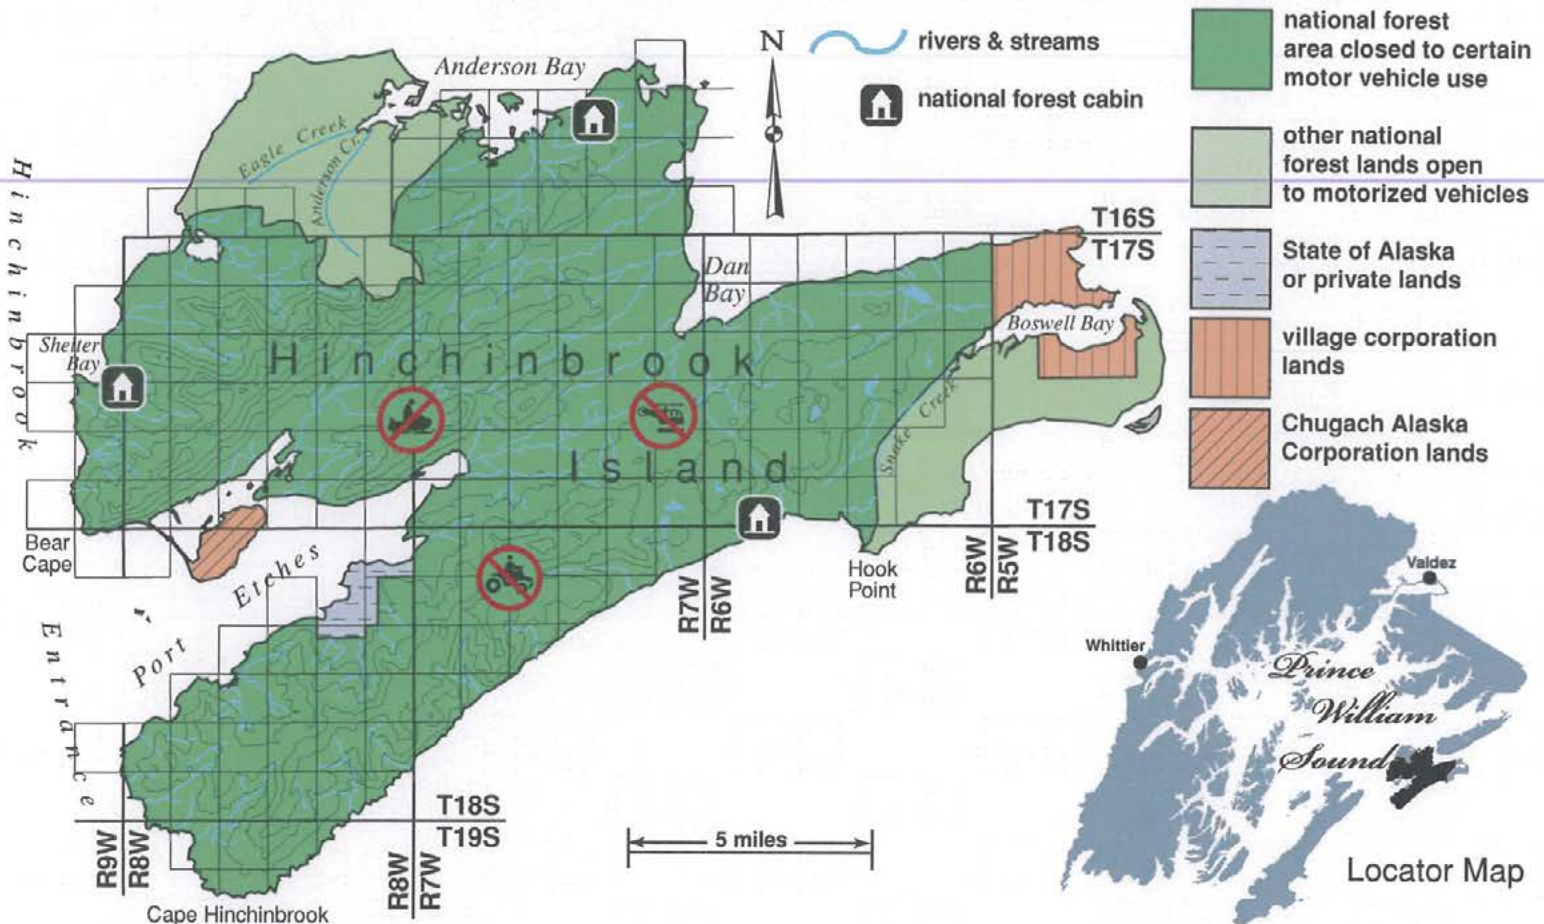 Anderson Bay
N
rivers & streams
national forest cabin
national forest
area closed to certain
motor vehicle use
other national
forest lands open
to motorized vehicles
State of Alaska
or private lands
village corporation
lands
Chugach Alaska
Corporation lands
Eagle Creek
Anderson Cr.
Hinchinbrook
Entrance
T16S
T17S
Dan
Bay
Boswell Bay
Shelter
Bay
Hinchinbrook
Island
Snake Creek
T17S
T18S
Bear
Cape
Port Etches
Hook
Point
R7W
R6W
R6W
R5W
T18S
T19S
R9W
R8W
R8W
R7W
Cape Hinchinbrook
5 miles
Valdez
Whittier
Prince
William
Sound
Locator Map